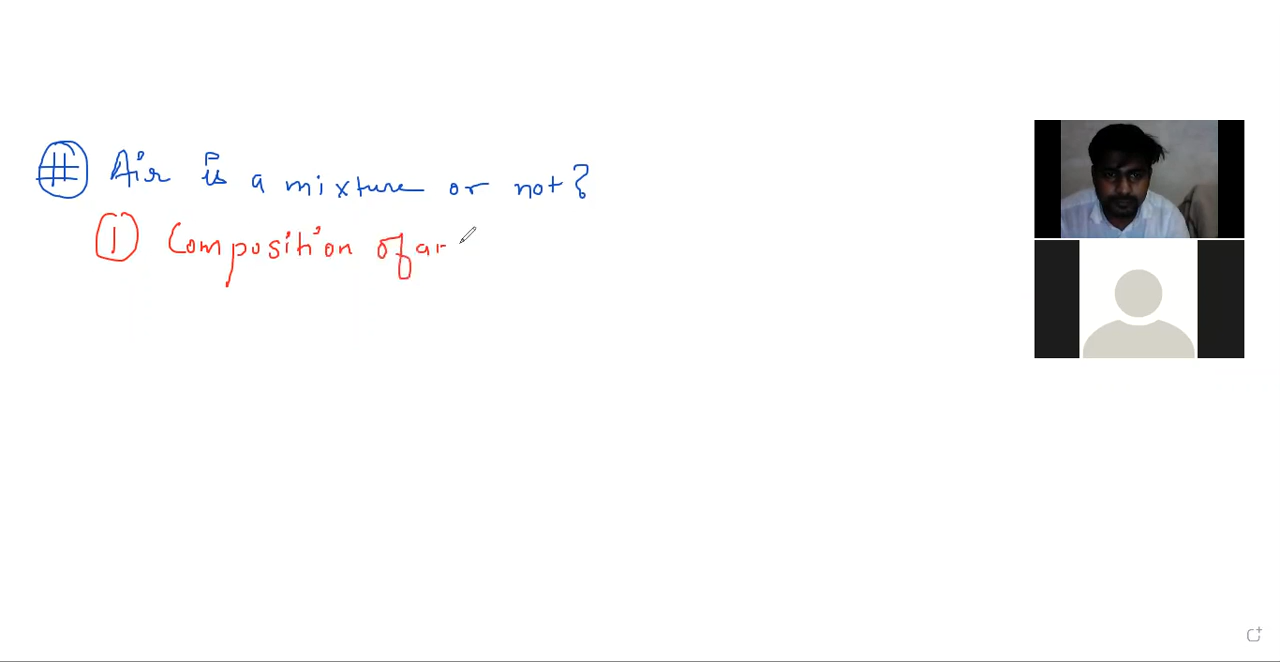 # Air is a mixture or not?
① Composition of ar